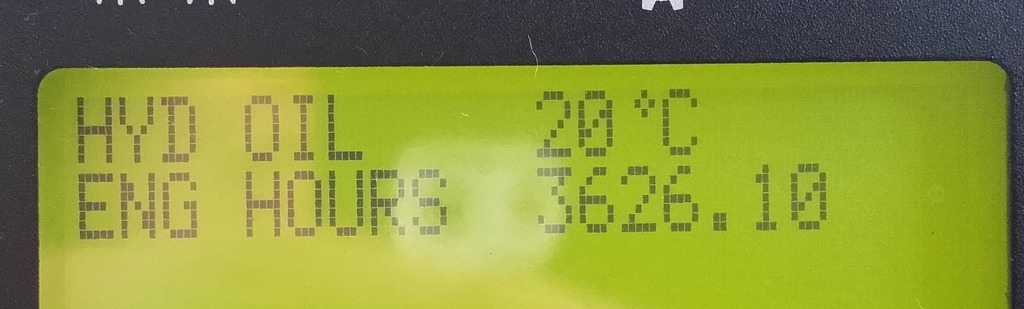 HYD OIL 20°C
ENG HOURS 3626.10